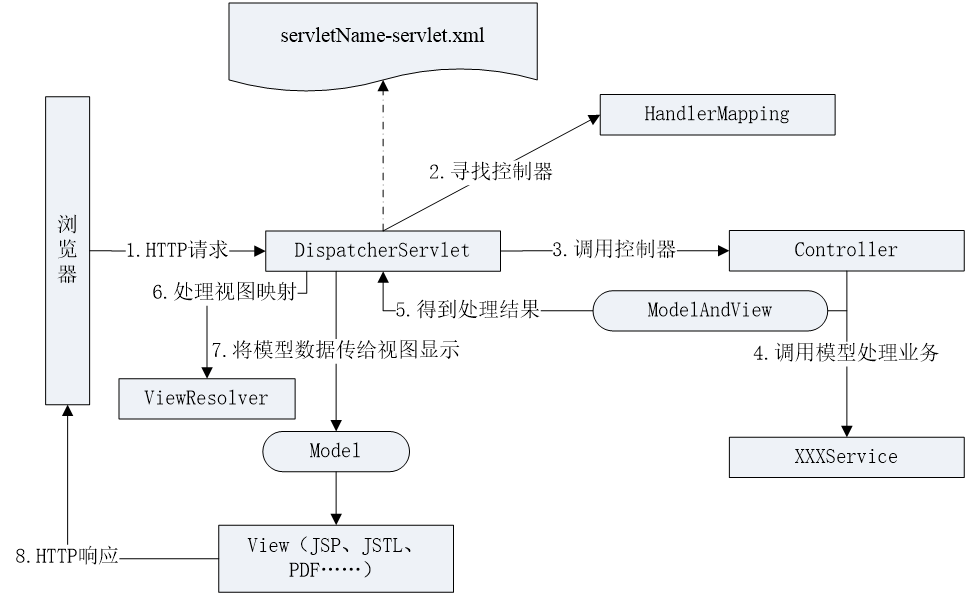 servletName-servlet.xml
HandlerMapping
2.寻找控制器
浏
览
器
1.HTTP请求
DispatcherServlet
3.调用控制器
Controller
6.处理视图映射
5.得到处理结果
ModelAndView
7.将模型数据传给视图显示
4.调用模型处理业务
ViewResolver
Model
XXXService
View（JSP、JSTL、
PDF……）
8.HTTP响应